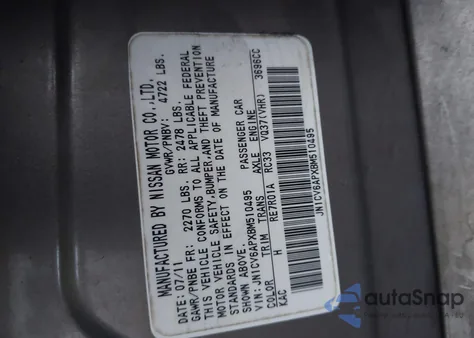 MANUFACTURED BY NISSAN MOTOR CO.,LTD.
07/11 GVWR/PNBV: 4722 LBS.
GAWR/PNBE FR: 2270 LBS. RR: 2478 LBS.
THIS VEHICLE CONFORMS TO ALL APPLICABLE FEDERAL
MOTOR VEHICLE SAFETY, BUMPER, AND THEFT PREVENTION
STANDARDS IN EFFECT ON THE DATE OF MANUFACTURE
SHOWN ABOVE.
VIN: JN1CV6APXBM510495 PASSENGER CAR
COLOR TRIM TRANS AXLE ENGINE
KAC H RE7R01A RC33 VQ37(VHR) 3696CC
JN1CV6APXBM510495
autoSnap